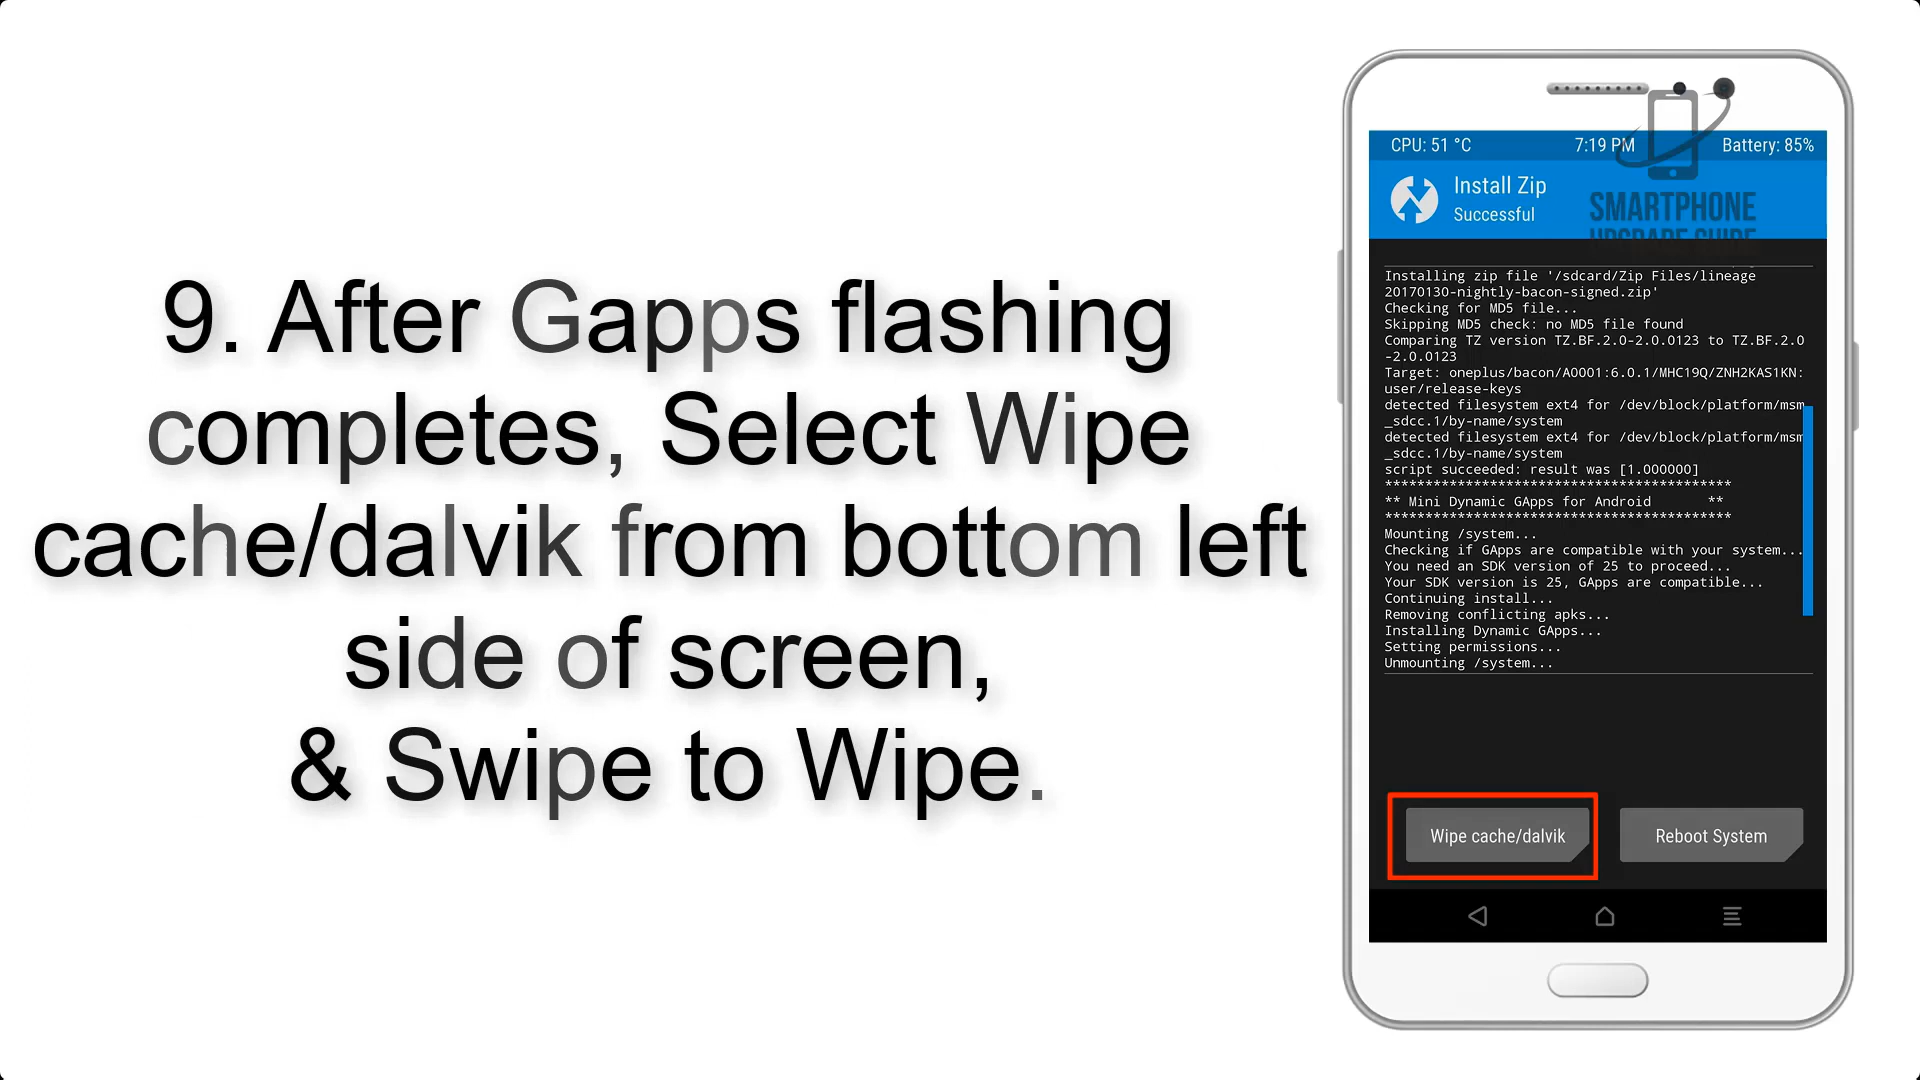 9. After Gapps flashing
completes, Select Wipe
cache/dalvik from bottom left
side of screen,
& Swipe to Wipe.
CPU: 51 °C 7:19 PM Battery: 85%
Install Zip
Successful
SMARTPHONE
UPGRADE GUIDE
Installing zip file '/sdcard/Zip Files/lineage
20170130-nightly-bacon-signed.zip'
Checking for MD5 file...
Skipping MD5 check: no MD5 file found
Comparing TZ version TZ.BF.2.0-2.0.0123 to TZ.BF.2.0
-2.0.0123
Target: oneplus/bacon/A0001:6.0.1/MHC19Q/ZNH2KAS1KN:
user/release-keys
detected filesystem ext4 for /dev/block/platform/msm
_sdcc.1/by-name/system
detected filesystem ext4 for /dev/block/platform/msm
_sdcc.1/by-name/system
script succeeded: result was [1.000000]
*******************************************
** Mini Dynamic GApps for Android **
*******************************************
Mounting /system...
Checking if GApps are compatible with your system...
You need an SDK version of 25 to proceed...
Your SDK version is 25, GApps are compatible...
Continuing install...
Removing conflicting apks...
Installing Dynamic GApps...
Setting permissions...
Unmounting /system...
Wipe cache/dalvik Reboot System